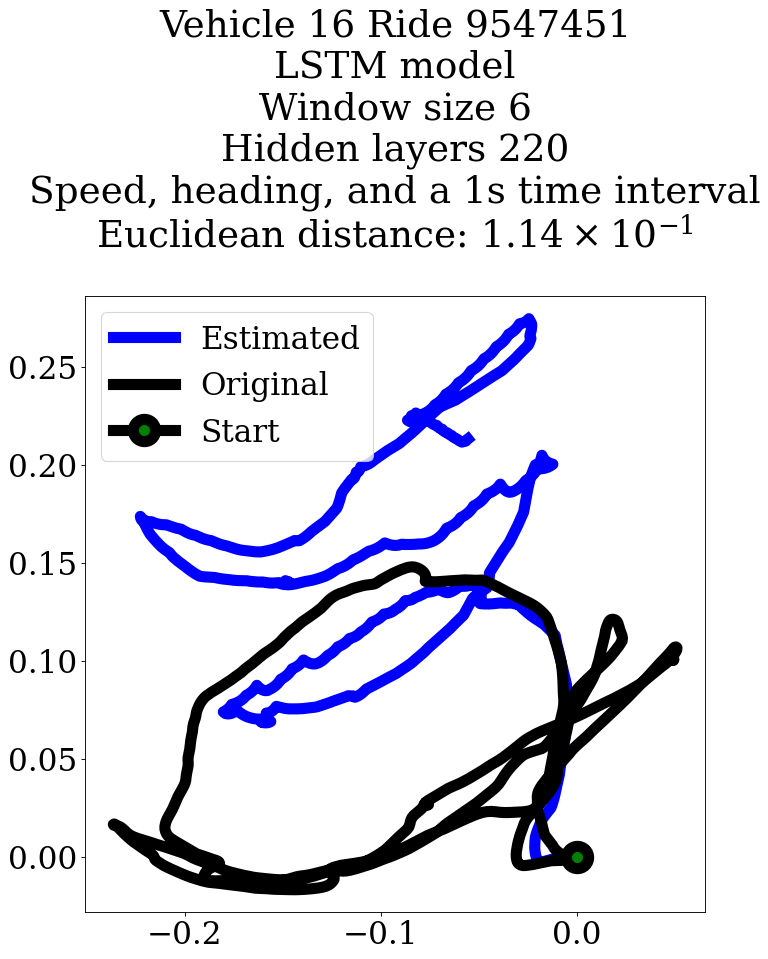 Vehicle 16 Ride 9547451
LSTM model
Window size 6
Hidden layers 220
Speed, heading, and a 1s time interval
Euclidean distance: 1.14 × 10⁻¹
Estimated
Original
Start
0.25
0.20
0.15
0.10
0.05
0.00
−0.2
−0.1
0.0